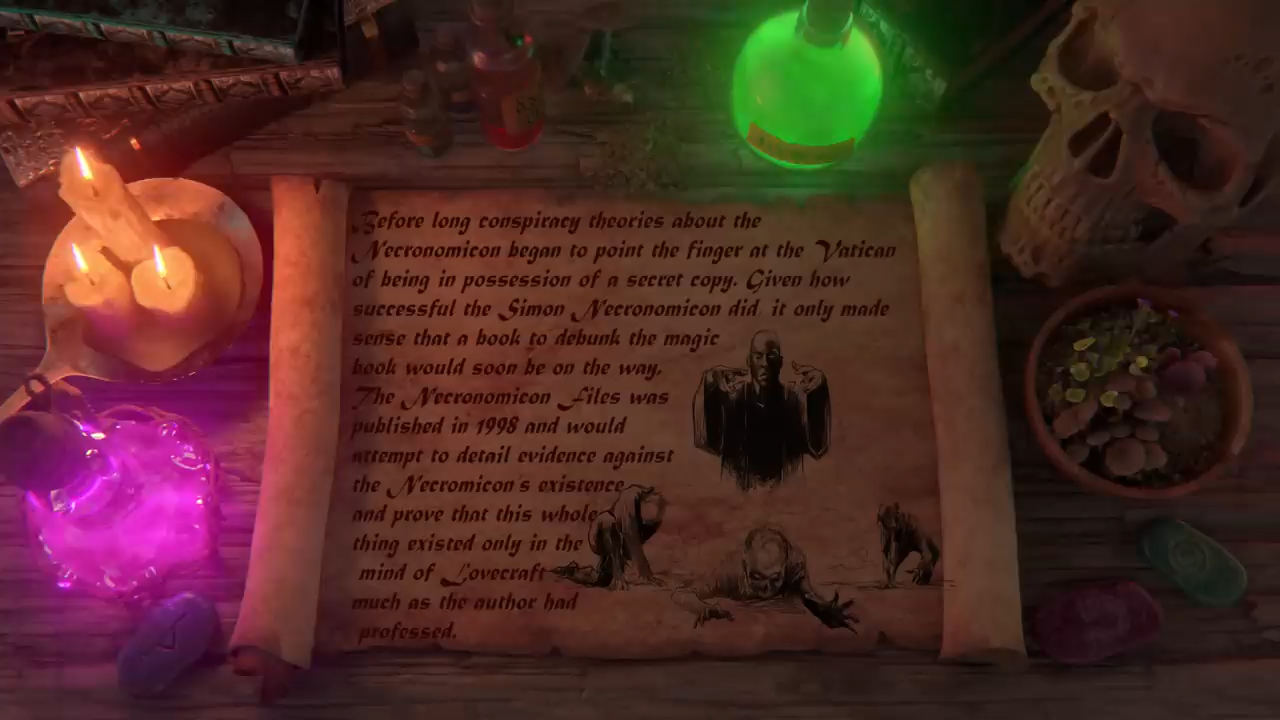 Before long conspiracy theories about the
Necronomicon began to point the finger at the Vatican
of being in possession of a secret copy. Given how
successful the Simon Necronomicon did, it only made
sense that a book to debunk the magic
book would soon be on the way.
The Necronomicon Files was
published in 1998 and would
attempt to detail evidence against
the Necromicon's existence
and prove that this whole
thing existed only in the
mind of Lovecraft
much as the author had
professed.